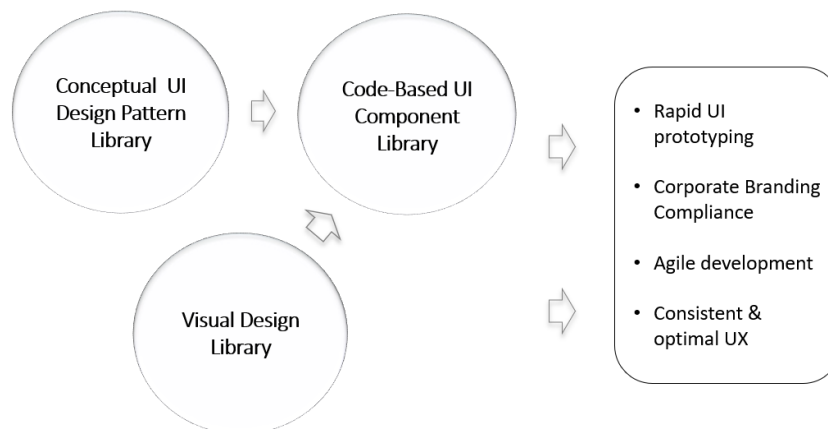 Conceptual UI
Design Pattern
Library
Code-Based UI
Component
Library
Visual Design
Library
• Rapid UI
prototyping
• Corporate Branding
Compliance
• Agile development
• Consistent &
optimal UX